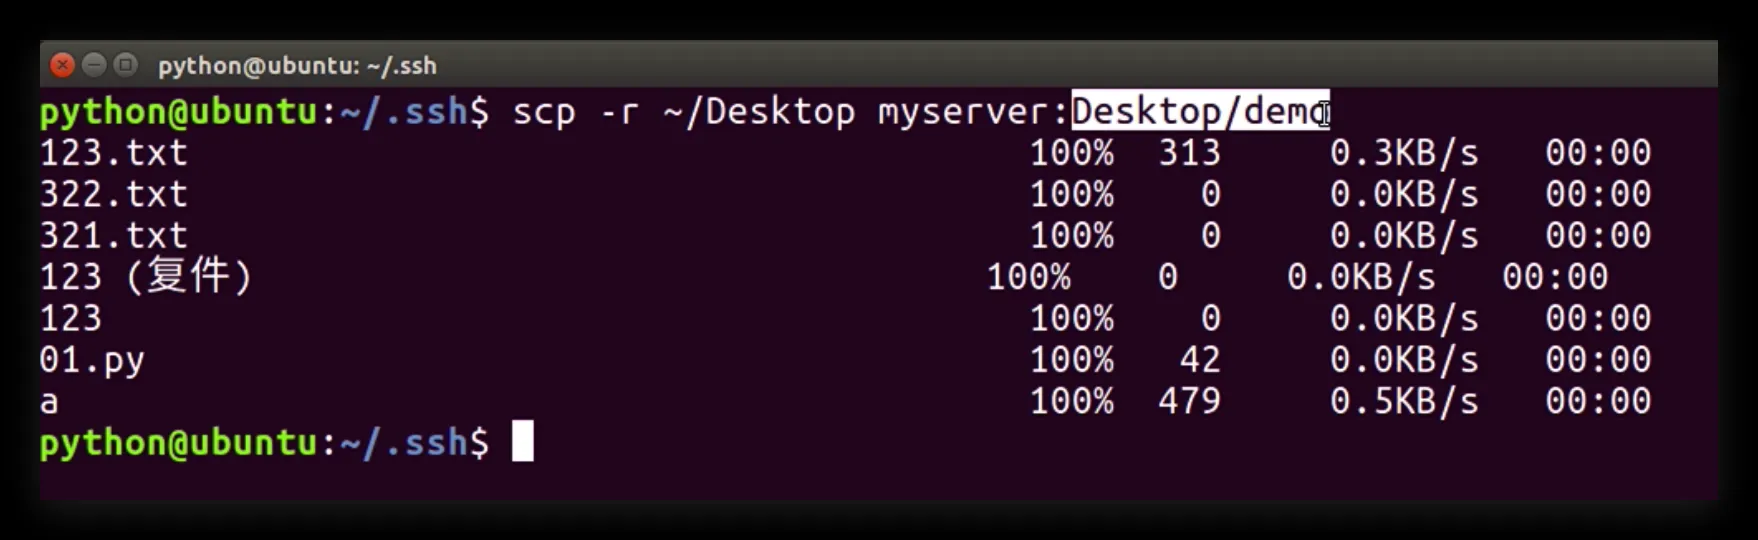 python@ubuntu: ~/.ssh
python@ubuntu:~/.ssh$ scp -r ~/Desktop myserver:Desktop/demo
123.txt 100% 313 0.3KB/s 00:00
322.txt 100% 0 0.0KB/s 00:00
321.txt 100% 0 0.0KB/s 00:00
123 (复件) 100% 0 0.0KB/s 00:00
123 100% 0 0.0KB/s 00:00
01.py 100% 42 0.0KB/s 00:00
a 100% 479 0.5KB/s 00:00
python@ubuntu:~/.ssh$